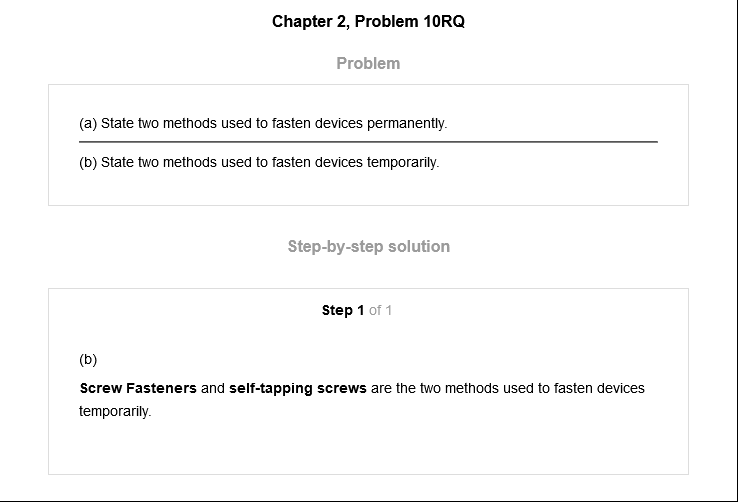 Chapter 2, Problem 10RQ
Problem
(a) State two methods used to fasten devices permanently.
(b) State two methods used to fasten devices temporarily.
Step-by-step solution
Step 1 of 1
(b)
Screw Fasteners and self-tapping screws are the two methods used to fasten devices
temporarily.